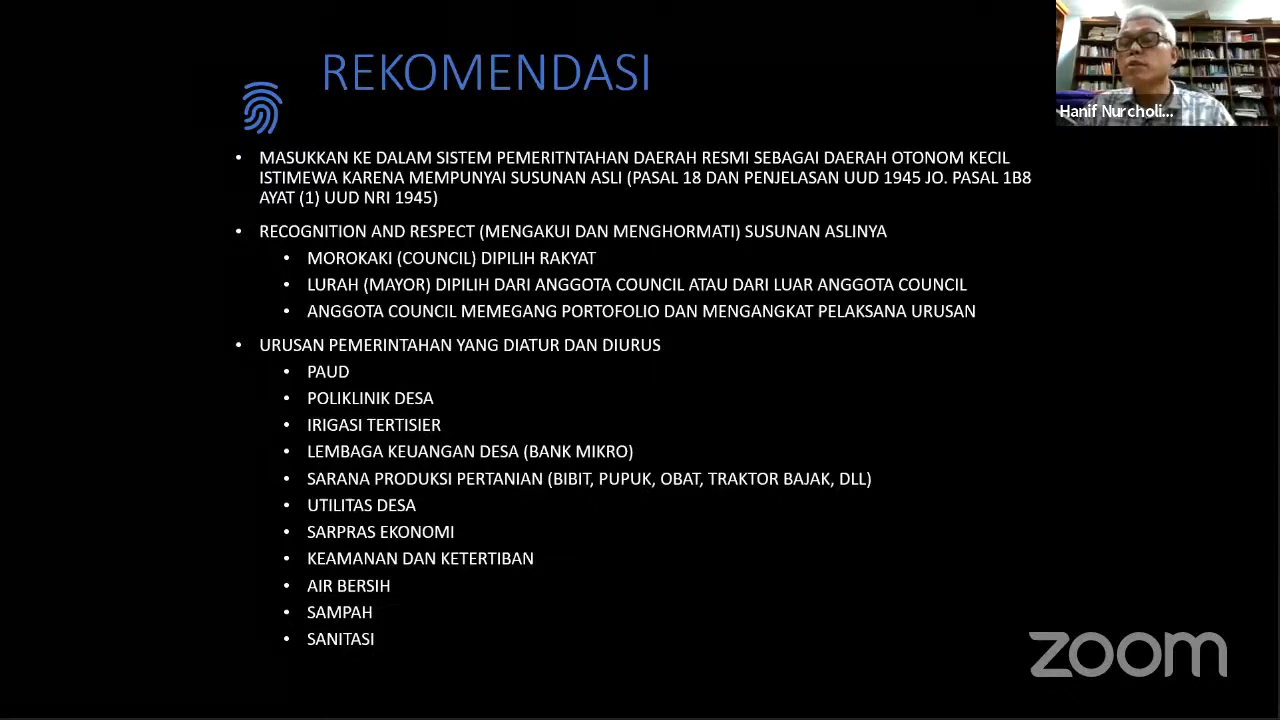 REKOMENDASI
Hanif Nurcholi...
• MASUKKAN KE DALAM SISTEM PEMERITNTAHAN DAERAH RESMI SEBAGAI DAERAH OTONOM KECIL
ISTIMEWA KARENA MEMPUNYAI SUSUNAN ASLI (PASAL 18 DAN PENJELASAN UUD 1945 JO. PASAL 1B8
AYAT (1) UUD NRI 1945)
• RECOGNITION AND RESPECT (MENGAKUI DAN MENGHORMATI) SUSUNAN ASLINYA
• MOROKAKI (COUNCIL) DIPILIH RAKYAT
• LURAH (MAYOR) DIPILIH DARI ANGGOTA COUNCIL ATAU DARI LUAR ANGGOTA COUNCIL
• ANGGOTA COUNCIL MEMEGANG PORTOFOLIO DAN MENGANGKAT PELAKSANA URUSAN
• URUSAN PEMERINTAHAN YANG DIATUR DAN DIURUS
• PAUD
• POLIKLINIK DESA
• IRIGASI TERTISIER
• LEMBAGA KEUANGAN DESA (BANK MIKRO)
• SARANA PRODUKSI PERTANIAN (BIBIT, PUPUK, OBAT, TRAKTOR BAJAK, DLL)
• UTILITAS DESA
• SARPRAS EKONOMI
• KEAMANAN DAN KETERTIBAN
• AIR BERSIH
• SAMPAH
• SANITASI
zoom